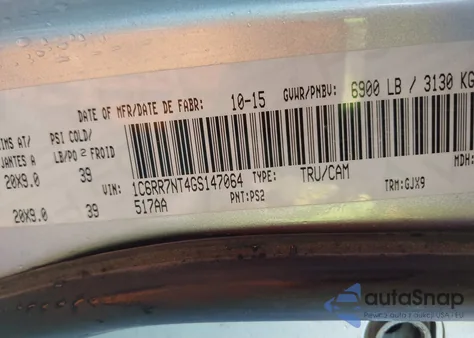 DATE OF MFR/DATE DE FABR: 10-15 GVWR/PNBV: 6900 LB / 3130 KG
IMS AT/ PSI COLD/
JANTES A LB/PO2 FROID
20X9.0 39
VIN: 1C6RR7NT4GS147064 TYPE: TRU/CAM MDH:
20X9.0 39 517AA PNT:PS2 TRM:GJX9
autoSnap